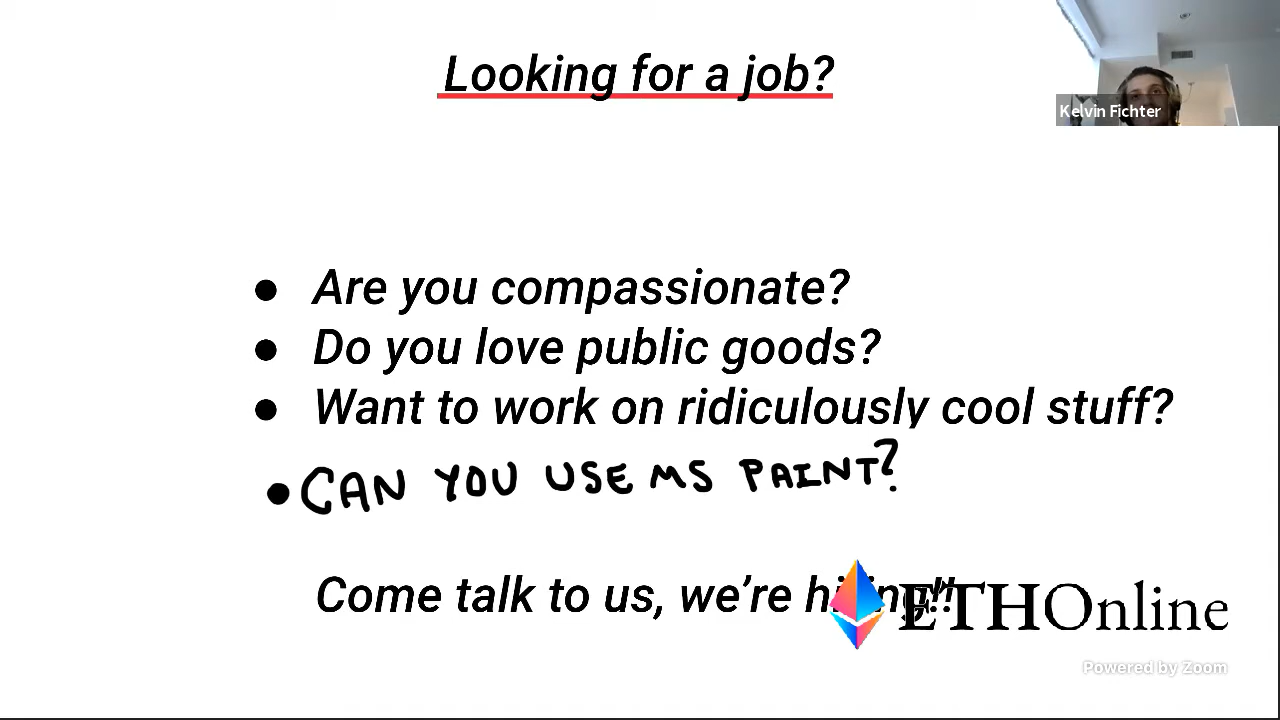 Looking for a job?
Kelvin Fichter
● Are you compassionate?
● Do you love public goods?
● Want to work on ridiculously cool stuff?
● CAN YOU USE MS PAINT?
Come talk to us, we're hiring!!
ETHOnline
Powered by Zoom